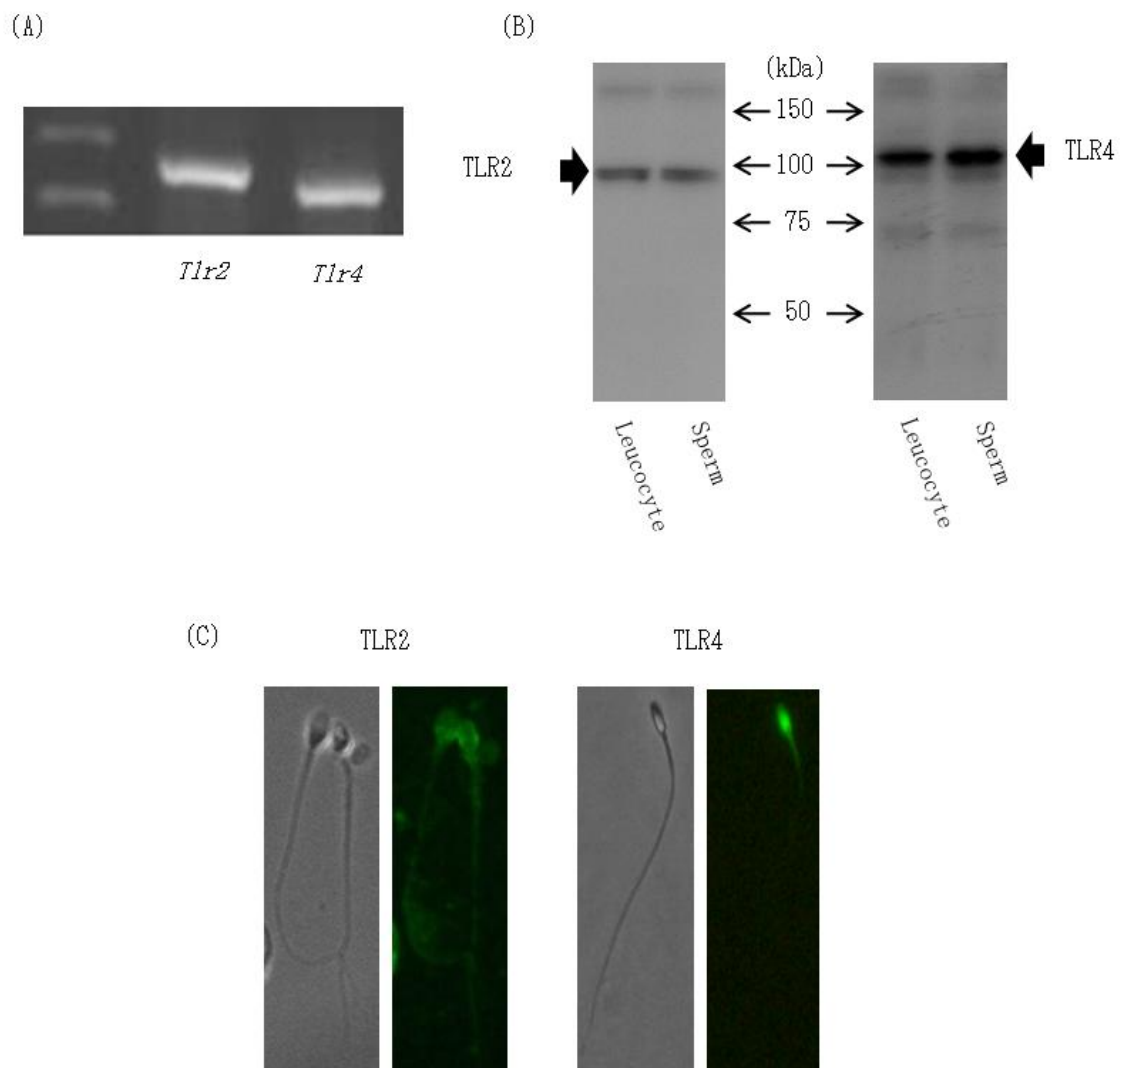 (A)
Tlr2 Tlr4
(B)
(kDa)
150
100
75
50
TLR2
TLR4
Leucocyte
Sperm
Leucocyte
Sperm
(C)
TLR2
TLR4